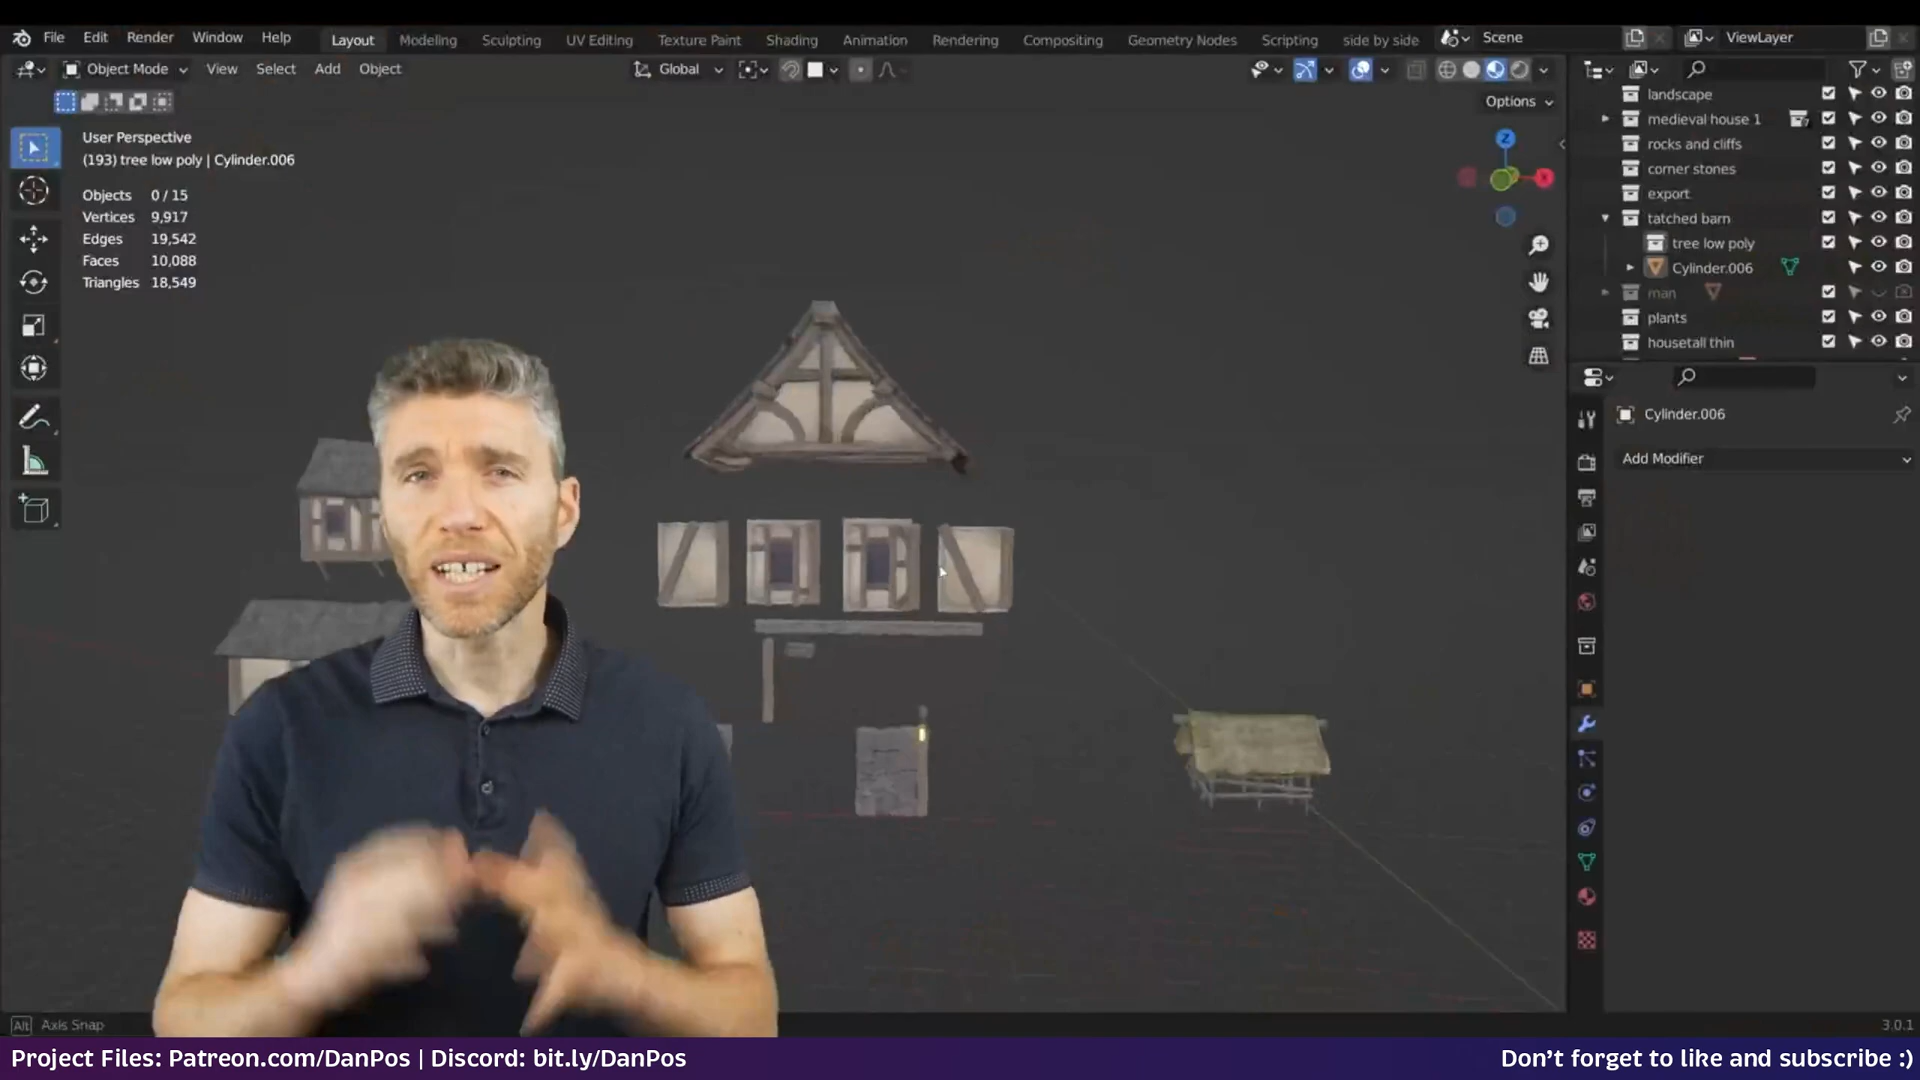 File Edit Render Window Help Layout Modeling Sculpting UV Editing Texture Paint Shading Animation Rendering Compositing Geometry Nodes Scripting side by side Scene ViewLayer
Object Mode View Select Add Object Global
Options
User Perspective
(193) tree low poly | Cylinder.006
Objects 0 / 15
Vertices 9,917
Edges 19,542
Faces 10,088
Triangles 18,549
Z
X
landscape
medieval house 1
rocks and cliffs
corner stones
export
tatched barn
tree low poly
Cylinder.006
man
plants
housetall thin
Cylinder.006
Add Modifier
Alt Axis Snap
3.0.1
Project Files: Patreon.com/DanPos | Discord: bit.ly/DanPos
Don't forget to like and subscribe :)